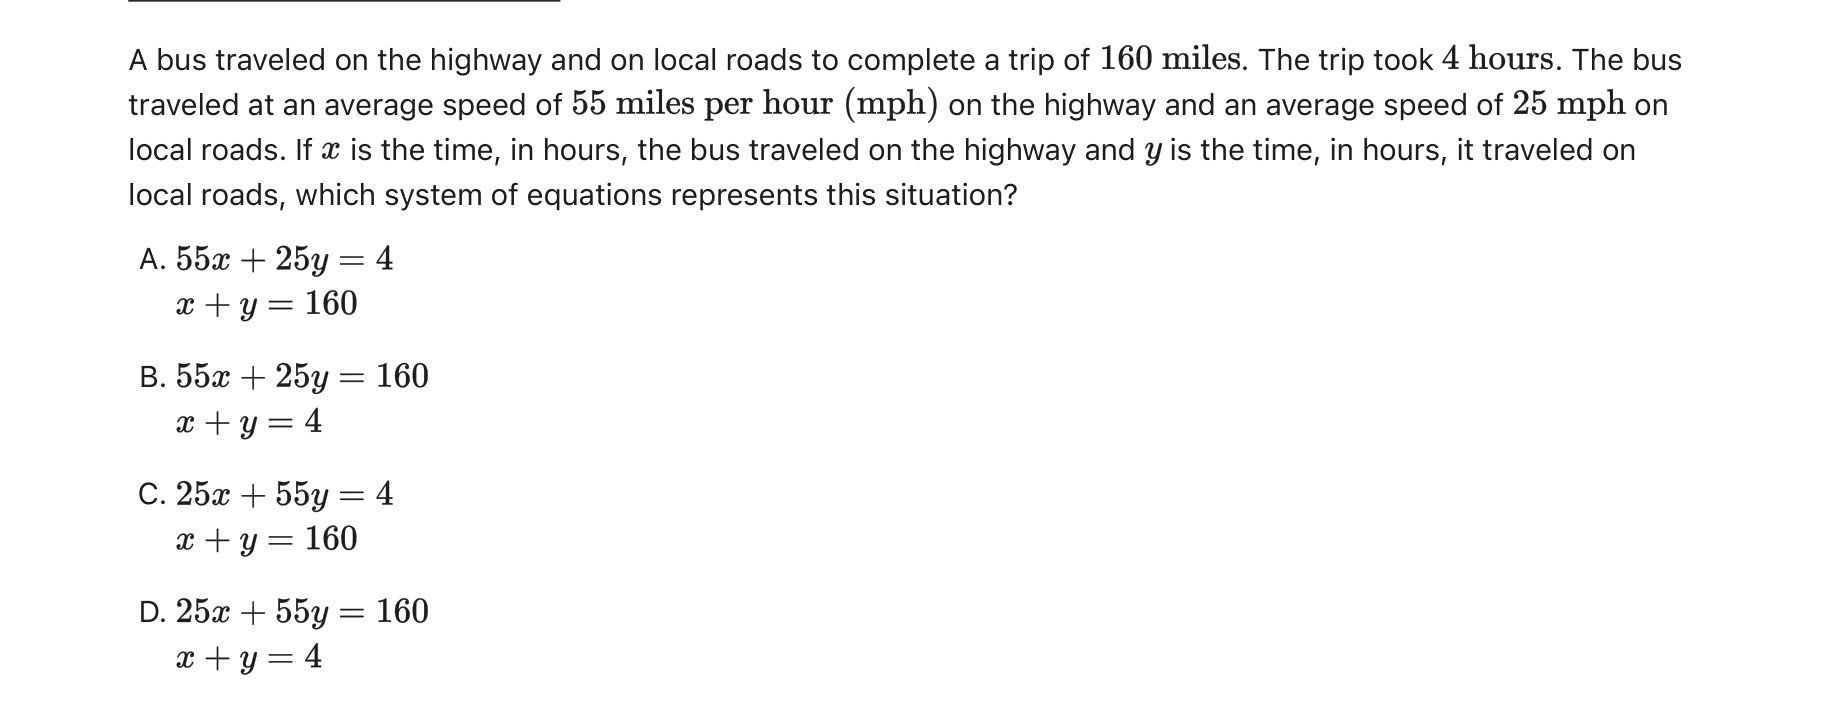 A bus traveled on the highway and on local roads to complete a trip of 160 miles. The trip took 4 hours. The bus
traveled at an average speed of 55 miles per hour (mph) on the highway and an average speed of 25 mph on
local roads. If x is the time, in hours, the bus traveled on the highway and y is the time, in hours, it traveled on
local roads, which system of equations represents this situation?
A. 55x + 25y = 4
x + y = 160
B. 55x + 25y = 160
x + y = 4
C. 25x + 55y = 4
x + y = 160
D. 25x + 55y = 160
x + y = 4